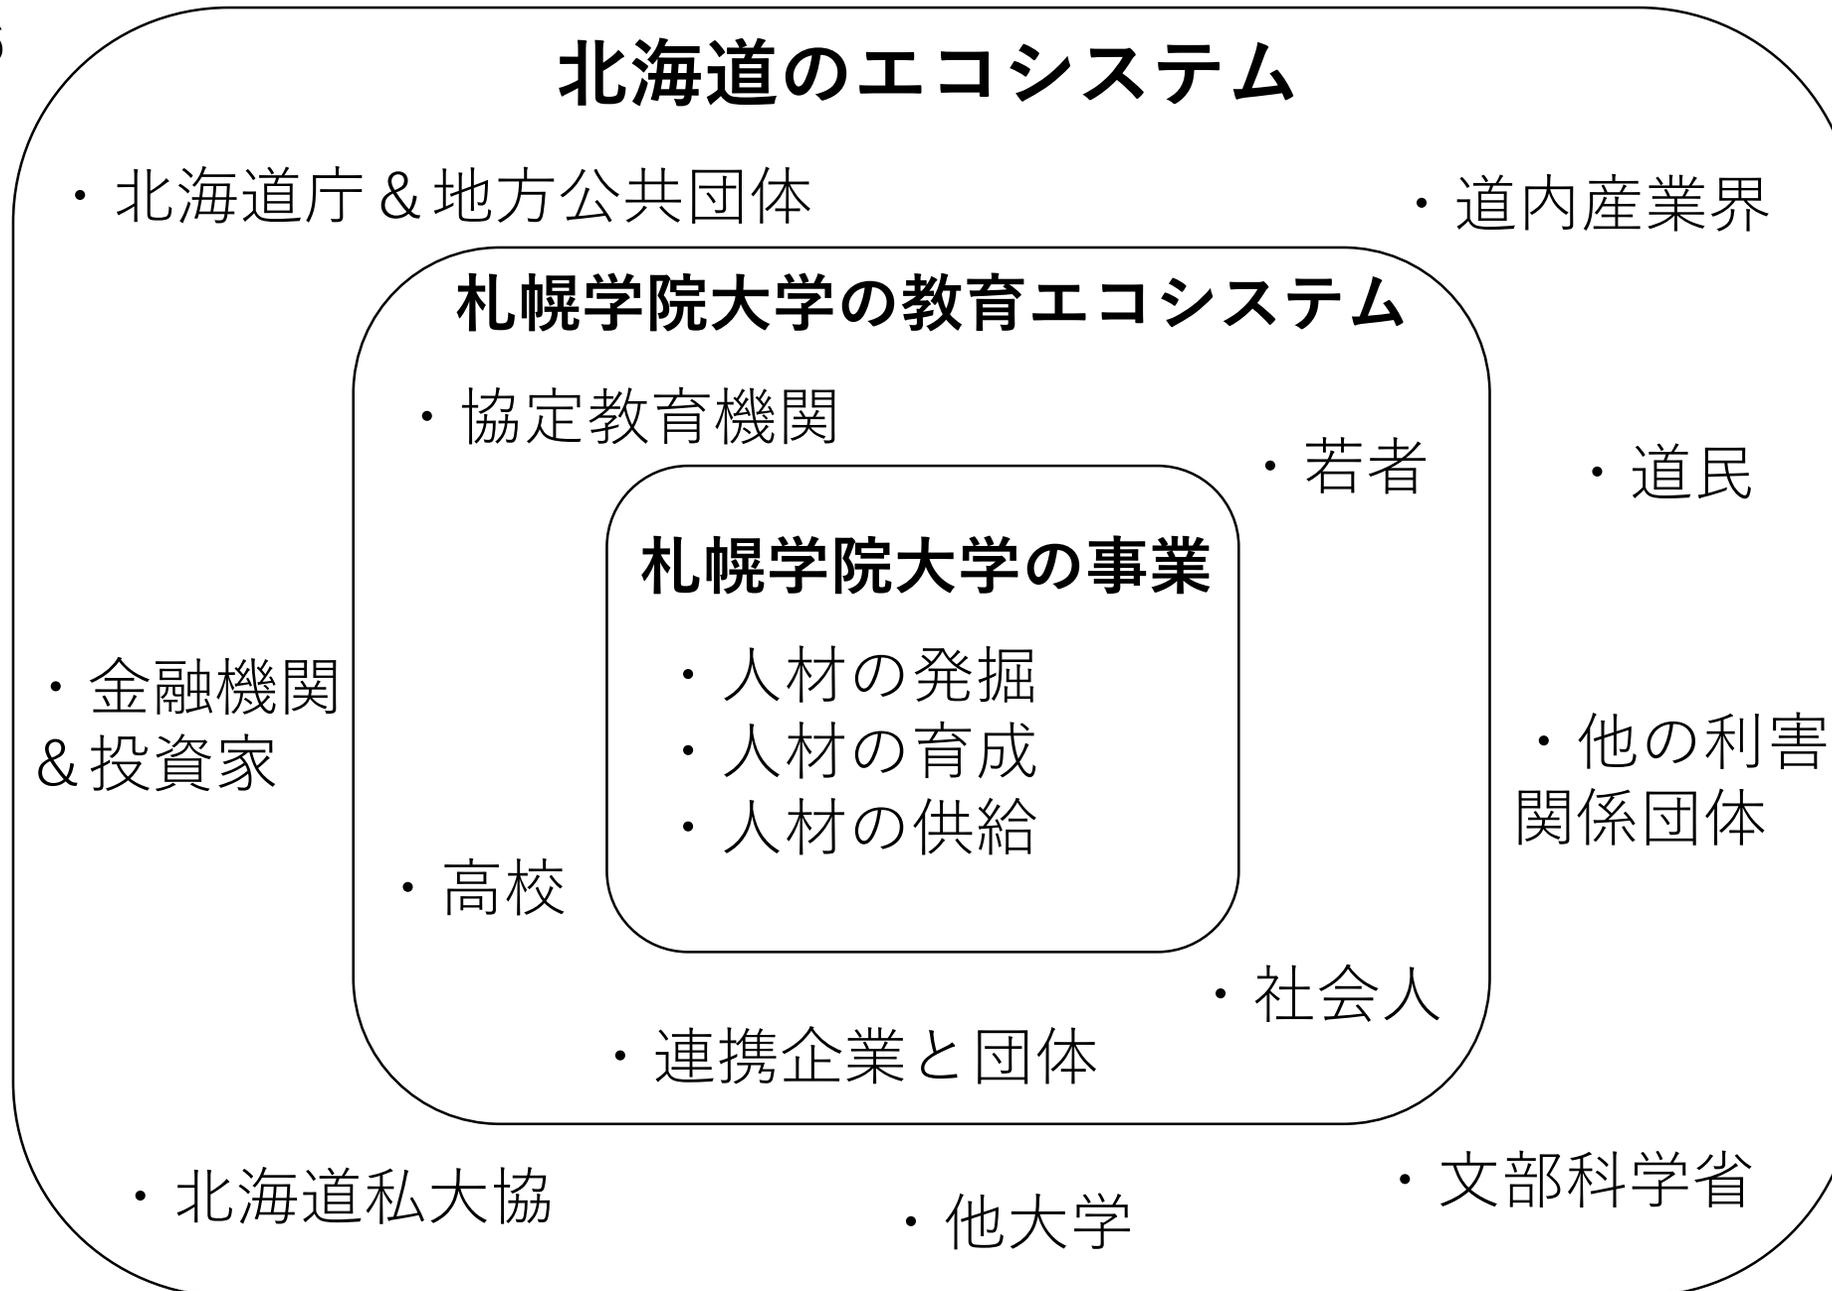 北海道のエコシステム
・北海道庁&地方公共団体
・道内産業界
札幌学院大学の教育エコシステム
・協定教育機関
・若者
・道民
札幌学院大学の事業
・人材の発掘
・人材の育成
・人材の供給
・金融機関
&投資家
・他の利害
関係団体
・高校
・社会人
・連携企業と団体
・北海道私大協
・他大学
・文部科学省